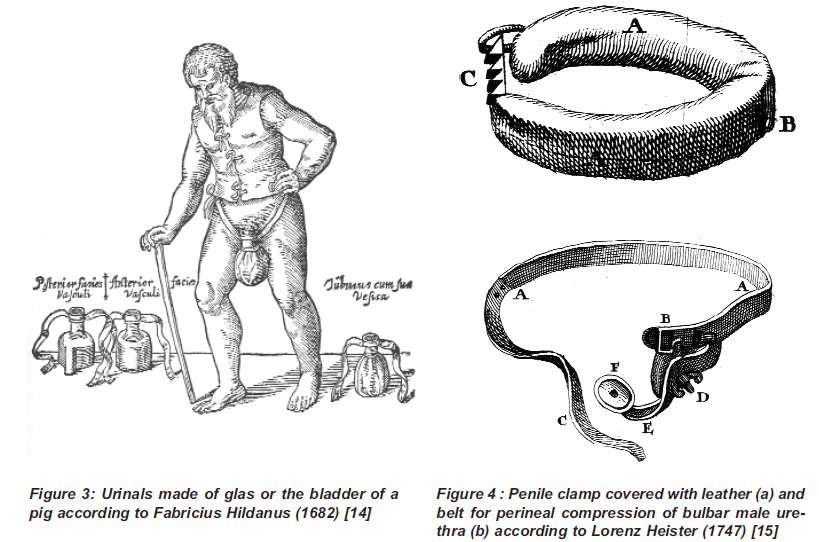 Posterior facies Anterior facies
Vasculi Vasculi
Tubulus cum sua
Vesica
Figure 3: Urinals made of glas or the bladder of a
pig according to Fabricius Hildanus (1682) [14]
A
C
B
A
A
A
B
F
D
C
E
Figure 4 : Penile clamp covered with leather (a) and
belt for perineal compression of bulbar male ure-
thra (b) according to Lorenz Heister (1747) [15]